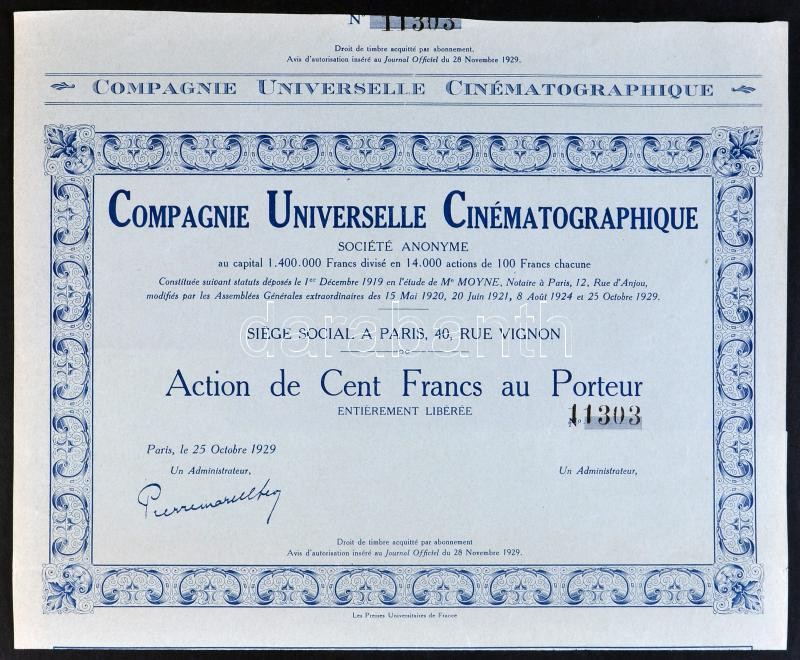 N° 11303
Droit de timbre acquitté par abonnement.
Avis d'autorisation inséré au Journal Officiel du 28 Novembre 1929.
COMPAGNIE UNIVERSELLE CINÉMATOGRAPHIQUE
COMPAGNIE UNIVERSELLE CINÉMATOGRAPHIQUE
SOCIÉTÉ ANONYME
au capital 1.400.000 Francs divisé en 14.000 actions de 100 Francs chacune
Constituée suivant statuts déposés le 1er Décembre 1919 en l'étude de Me MOYNE, Notaire à Paris, 12, Rue d'Anjou,
modifiés par les Assemblées Générales extraordinaires des 15 Mai 1920, 20 Juin 1921, 8 Août 1924 et 25 Octobre 1929.
darabanth
SIÈGE SOCIAL A PARIS, 40, RUE VIGNON
Action de Cent Francs au Porteur
ENTIÈREMENT LIBÉRÉE
N° 11303
Paris, le 25 Octobre 1929
Un Administrateur,
Un Administrateur,
Droit de timbre acquitté par abonnement
Avis d'autorisation inséré au Journal Officiel du 28 Novembre 1929.
Les Presses Universitaires de France